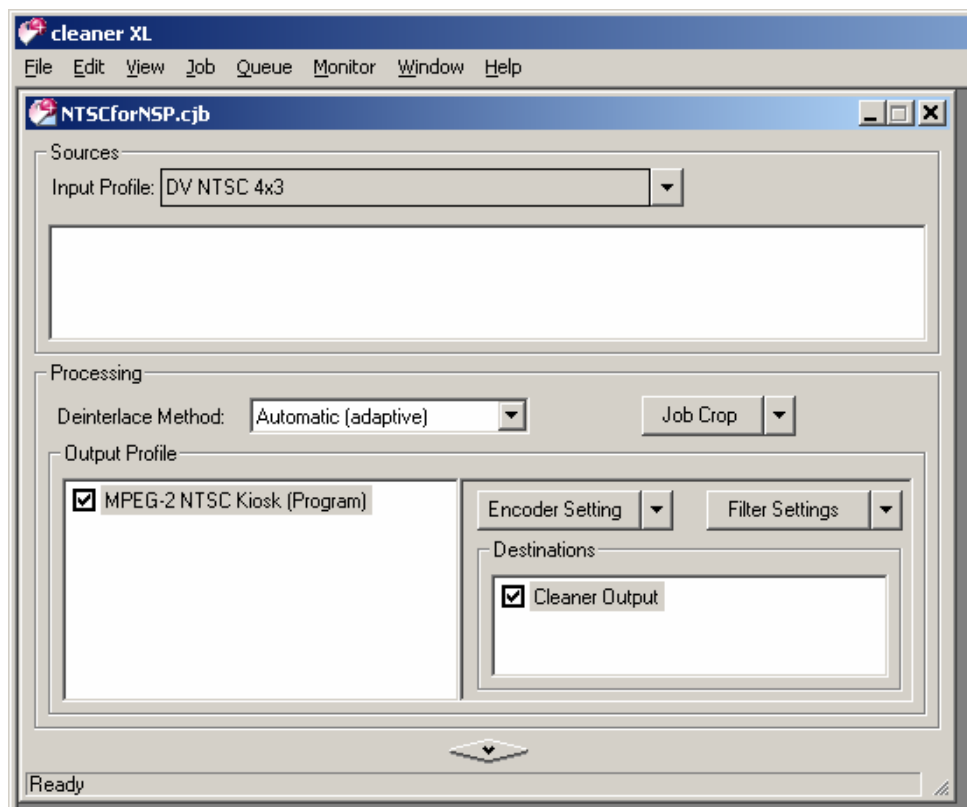 cleaner XL
File Edit View Job Queue Monitor Window Help
NTSCforNSP.cjb
Sources
Input Profile: DV NTSC 4x3
Processing
Deinterlace Method: Automatic (adaptive) Job Crop
Output Profile
MPEG-2 NTSC Kiosk (Program)
Encoder Setting Filter Settings
Destinations
Cleaner Output
Ready